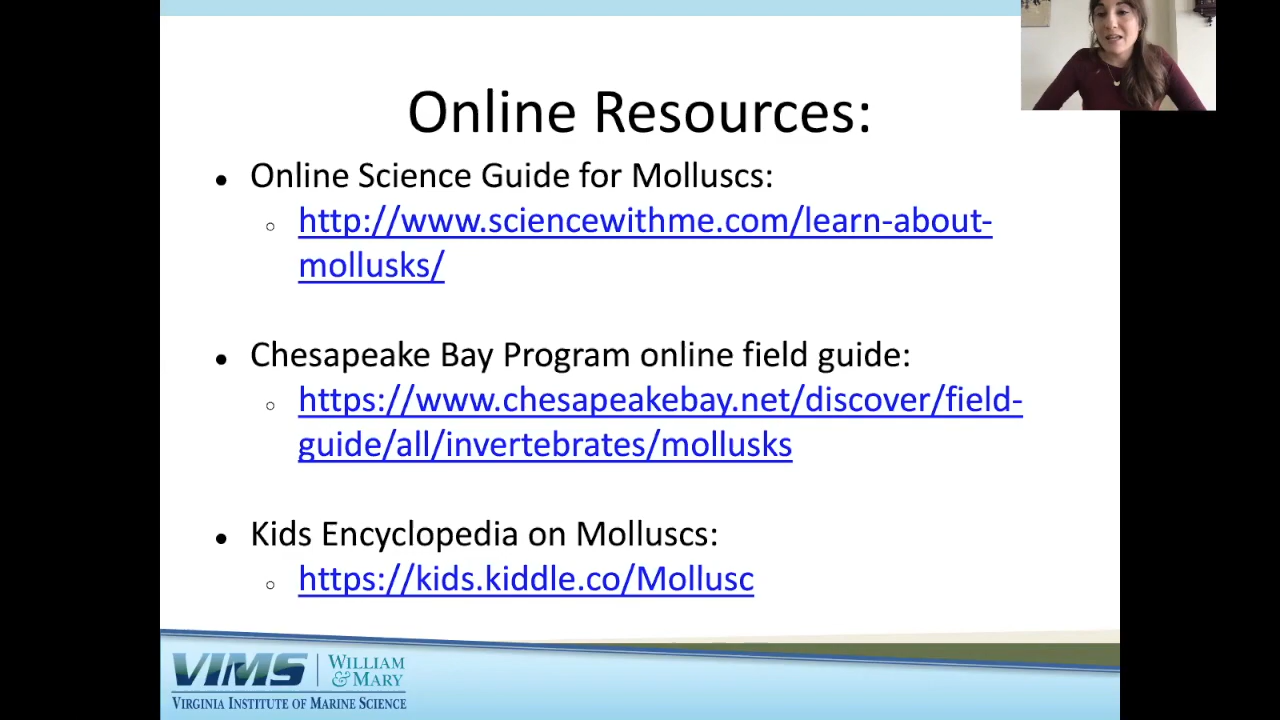 Online Resources:
● Online Science Guide for Molluscs:
○ http://www.sciencewithme.com/learn-about-
mollusks/
● Chesapeake Bay Program online field guide:
○ https://www.chesapeakebay.net/discover/field-
guide/all/invertebrates/mollusks
● Kids Encyclopedia on Molluscs:
○ https://kids.kiddle.co/Mollusc
VIMS
WILLIAM
& MARY
VIRGINIA INSTITUTE OF MARINE SCIENCE